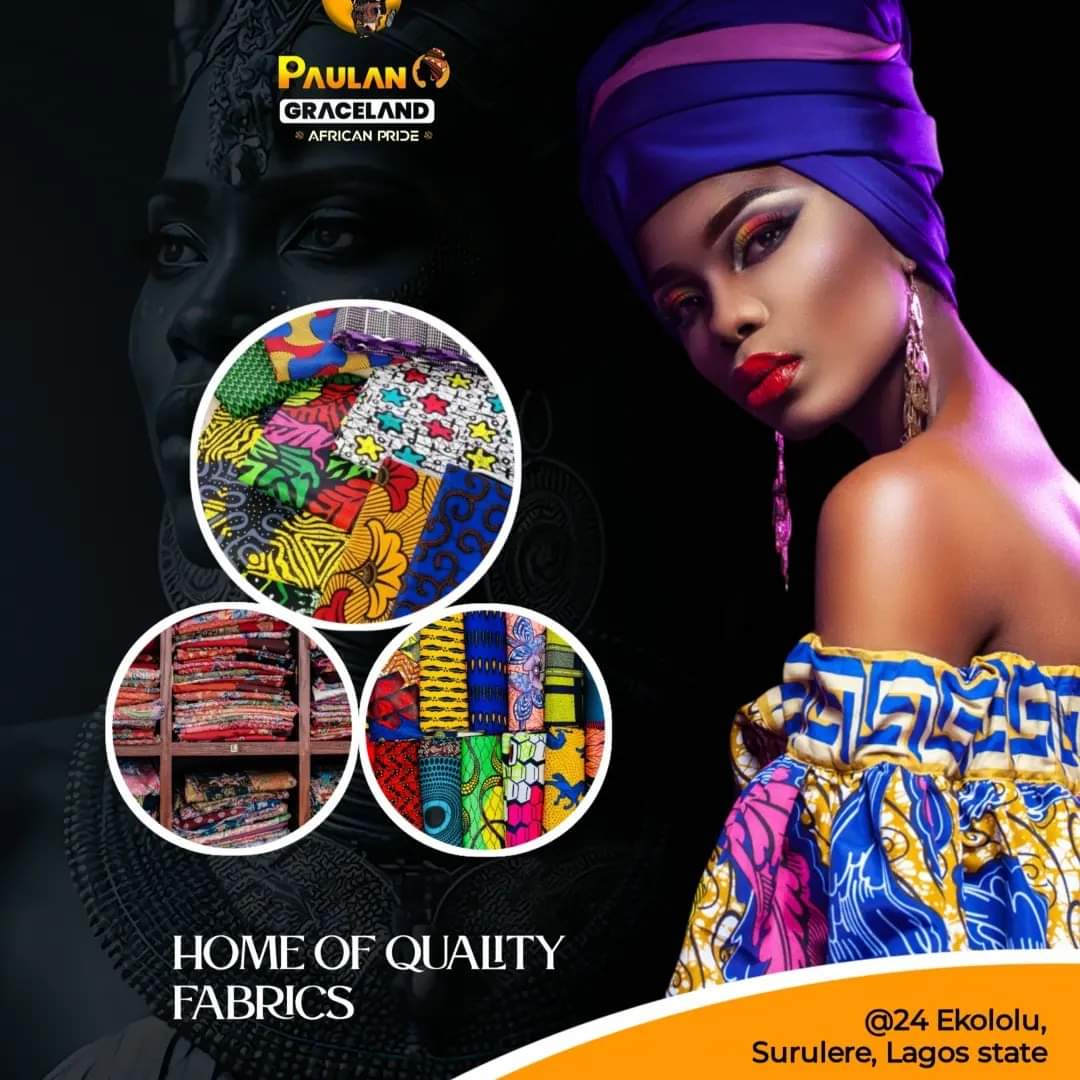 PAULAN
GRACELAND
AFRICAN PRIDE
HOME OF QUALITY
FABRICS
@24 Ekololu,
Surulere, Lagos state